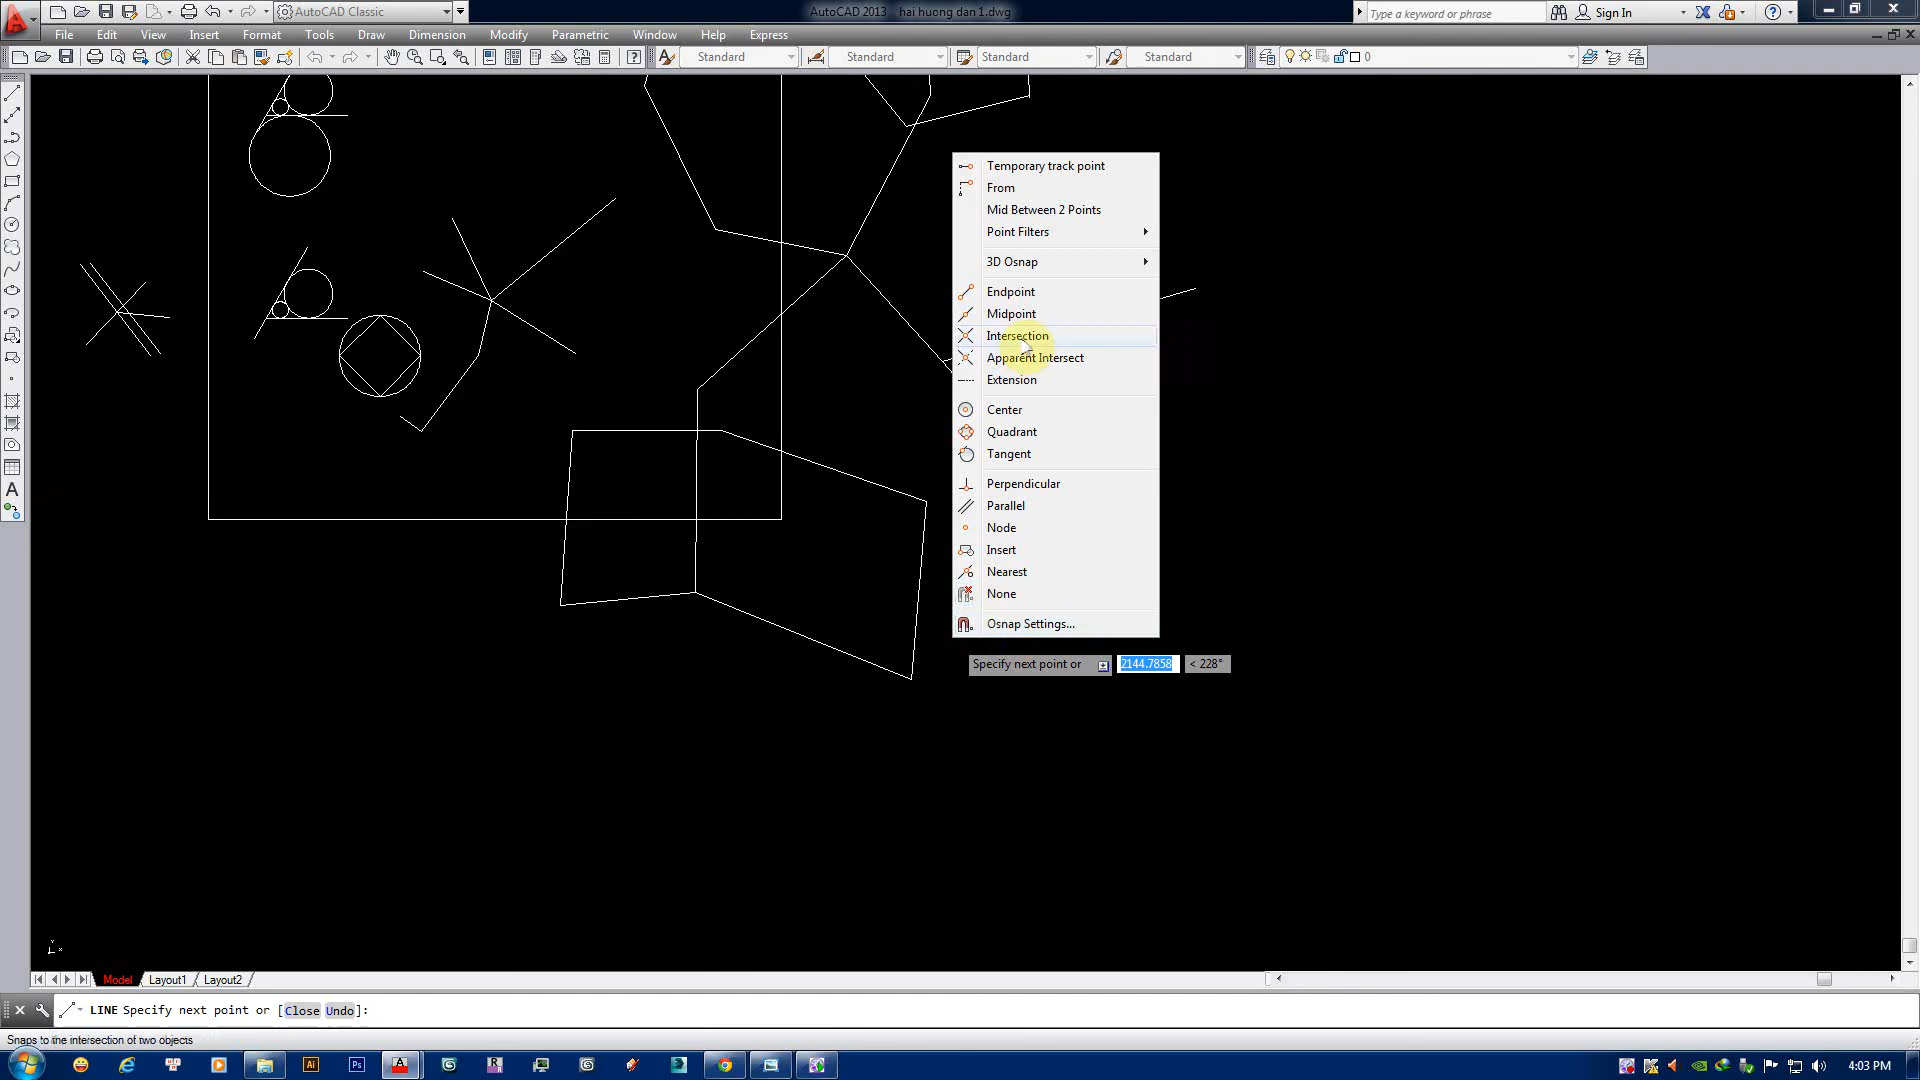 AutoCAD Classic
AutoCAD 2013 hai huong dan 1.dwg
Type a keyword or phrase
Sign In
File Edit View Insert Format Tools Draw Dimension Modify Parametric Window Help Express
Standard Standard Standard Standard 0
A
Temporary track point
From
Mid Between 2 Points
Point Filters
3D Osnap
Endpoint
Midpoint
Intersection
Apparent Intersect
Extension
Center
Quadrant
Tangent
Perpendicular
Parallel
Node
Insert
Nearest
None
Osnap Settings...
Specify next point or 2144.7858 < 228°
Model Layout1 Layout2
LINE Specify next point or [Close Undo]:
Snaps to the intersection of two objects
Ai Ps A
4:03 PM